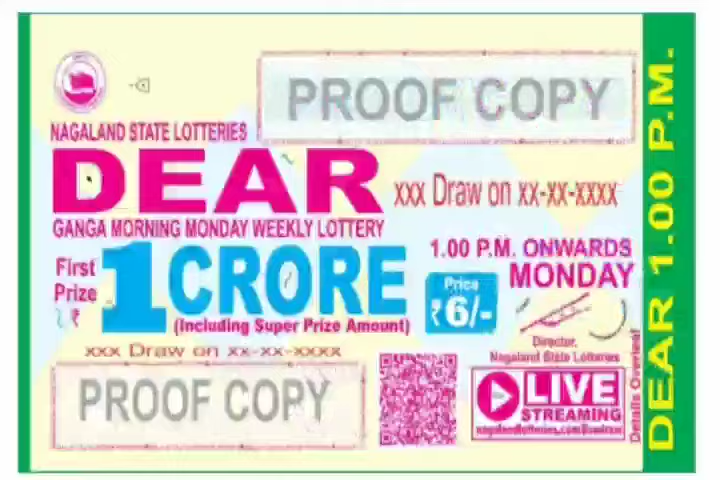 PROOF COPY
NAGALAND STATE LOTTERIES
DEAR
xxx Draw on xx-xx-xxxx
GANGA MORNING MONDAY WEEKLY LOTTERY
First Prize ₹ 1 CRORE
(Including Super Prize Amount)
1.00 P.M. ONWARDS
MONDAY
Price
₹6/-
xxx Draw on xx-xx-xxxx
Director,
Nagaland State Lotteries
PROOF COPY
LIVE
STREAMING
Details Overleaf
DEAR 1.00 P.M.